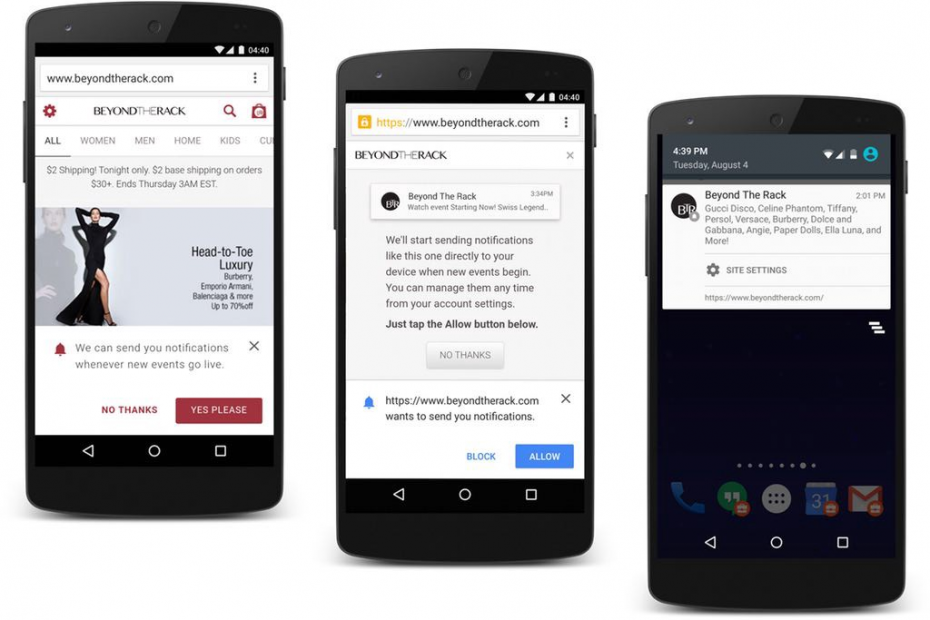 04:40
www.beyondtherack.com
BEYONDTHERACK
ALL WOMEN MEN HOME KIDS CU
$2 Shipping! Tonight only. $2 base shipping on orders
$30+. Ends Thursday 3AM EST.
Head-to-Toe
Luxury
Burberry,
Emporio Armani,
Balenciaga & more
Up to 70%off
We can send you notifications
whenever new events go live.
NO THANKS YES PLEASE
04:40
https://www.beyondtherack.com
BEYONDTHERACK
BTR
Beyond The Rack 3:34PM
Watch event Starting Now! Swiss Legend..
We'll start sending notifications
like this one directly to your
device when new events begin.
You can manage them any time
from your account settings.
Just tap the Allow button below.
NO THANKS
https://www.beyondtherack.com
wants to send you notifications.
BLOCK ALLOW
4:39 PM
Tuesday, August 4
BTR
Beyond The Rack 2:01 PM
Gucci Disco, Celine Phantom, Tiffany,
Persol, Versace, Burberry, Dolce and
Gabbana, Angie, Paper Dolls, Ella Luna, and
More!
SITE SETTINGS
https://www.beyondtherack.com/
31